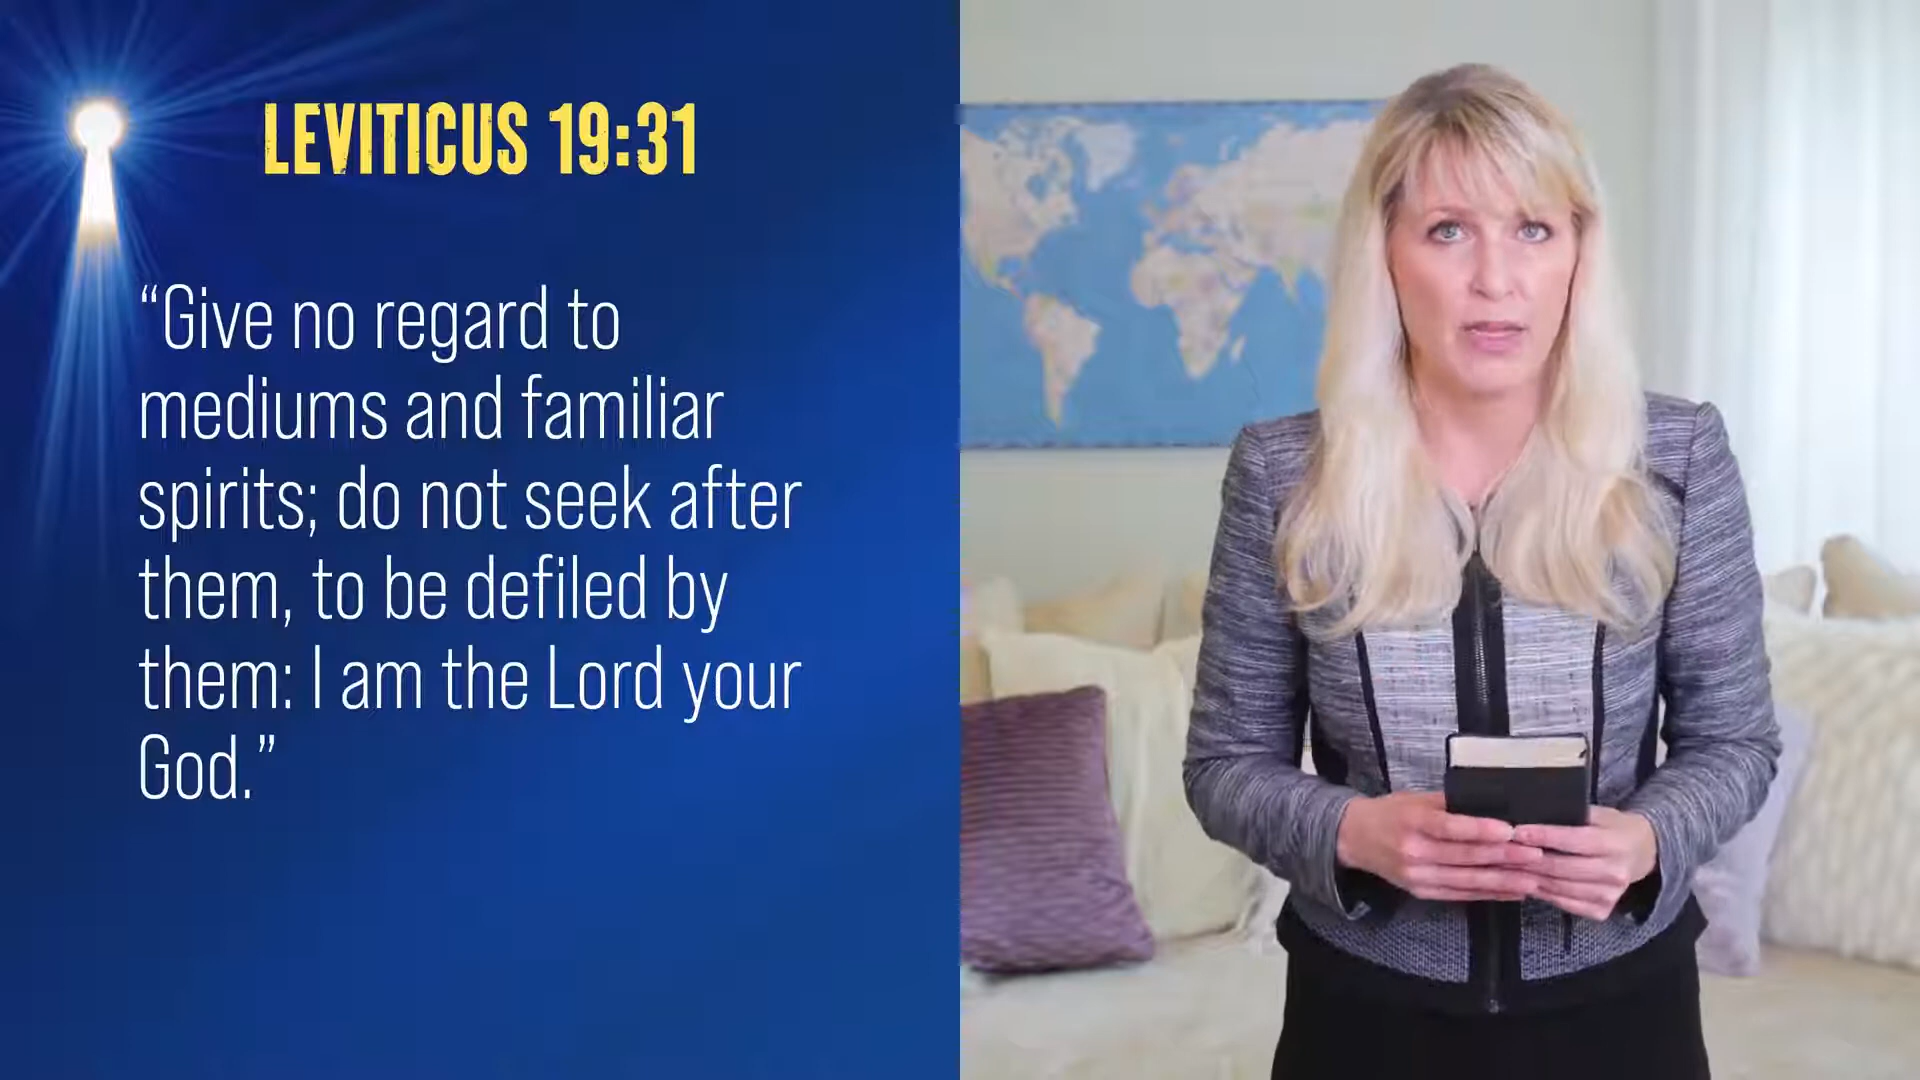 LEVITICUS 19:31
“Give no regard to
mediums and familiar
spirits; do not seek after
them, to be defiled by
them: I am the Lord your
God.”